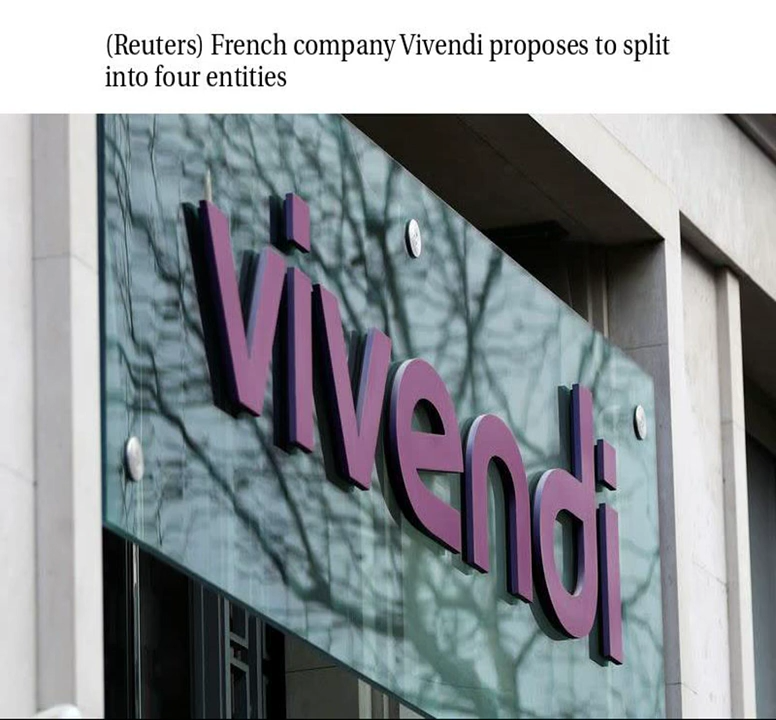 (Reuters) French company Vivendi proposes to split
into four entities
vivendi